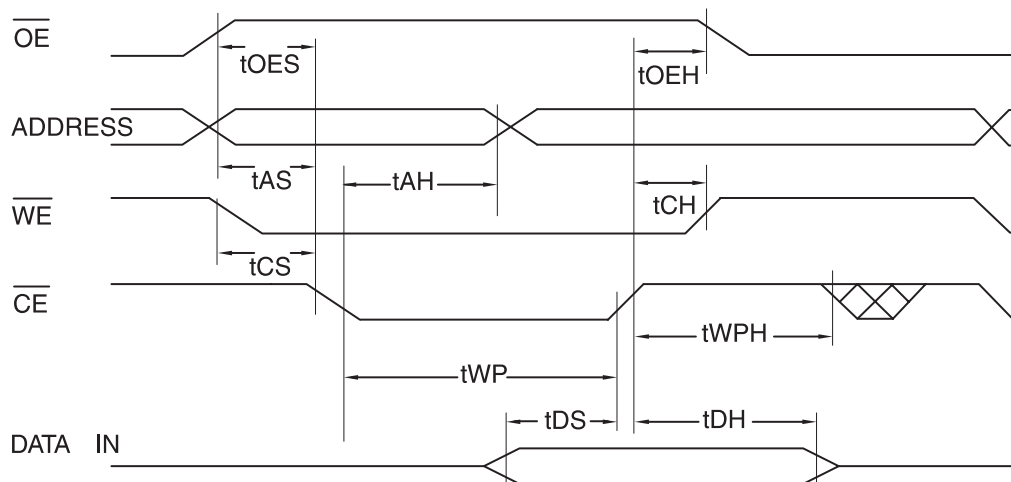 OE
tOES
tOEH
ADDRESS
tAS
tAH
tCH
WE
tCS
CE
tWPH
tWP
tDS
tDH
DATA IN